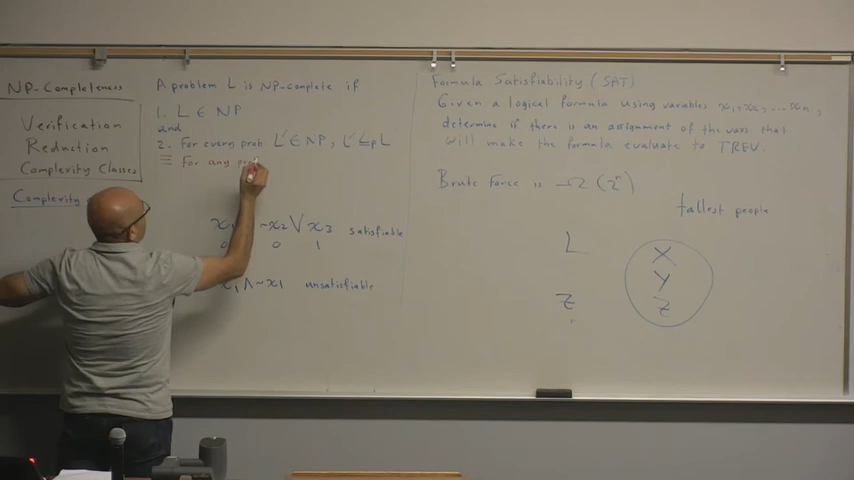 NP-Completeness
Verification
Reduction
Complexity Classes
Complexity
A problem L is NP-complete if
1. L ∈ NP
and
2. For every prob L' ∈ NP, L' ≤p L
≡ For any
x1 ~x2 ∨ x3 satisfiable
0 0 1
x1 ∧ ~x1 unsatisfiable
Formula Satisfiability (SAT)
Given a logical formula using variables x1, x2, ... xn,
determine if there is an assignment of the vars that
will make the formula evaluate to TREU.
Brute Force is Ω(2ⁿ)
tallest people
L
Z
X
Y
Z